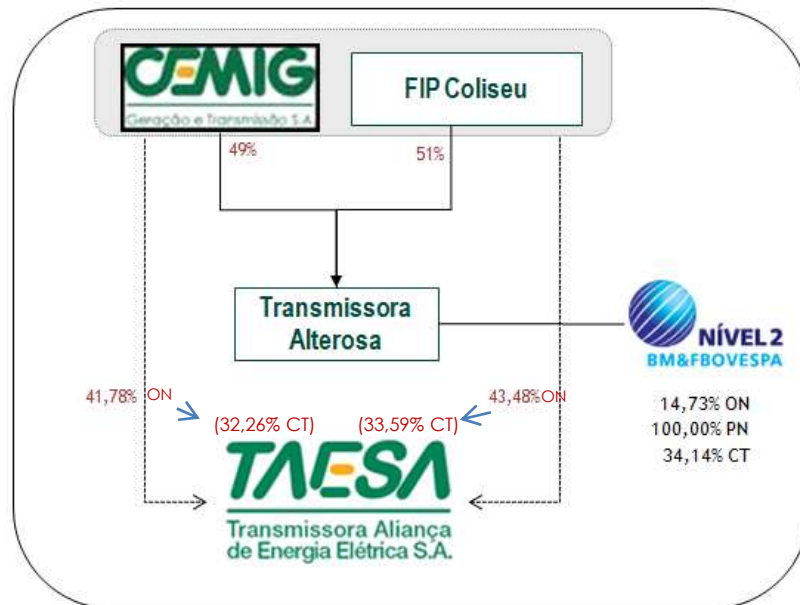 CEMIG
Geração e Transmissão S.A
FIP Coliseu
49%
51%
Transmissora
Alterosa
NÍVEL 2
BM&FBOVESPA
41,78% ON
43,48%ON
14,73% ON
100,00% PN
34,14% CT
(32,26% CT)
(33,59% CT)
TAESA
Transmissora Aliança
de Energia Elétrica S.A.